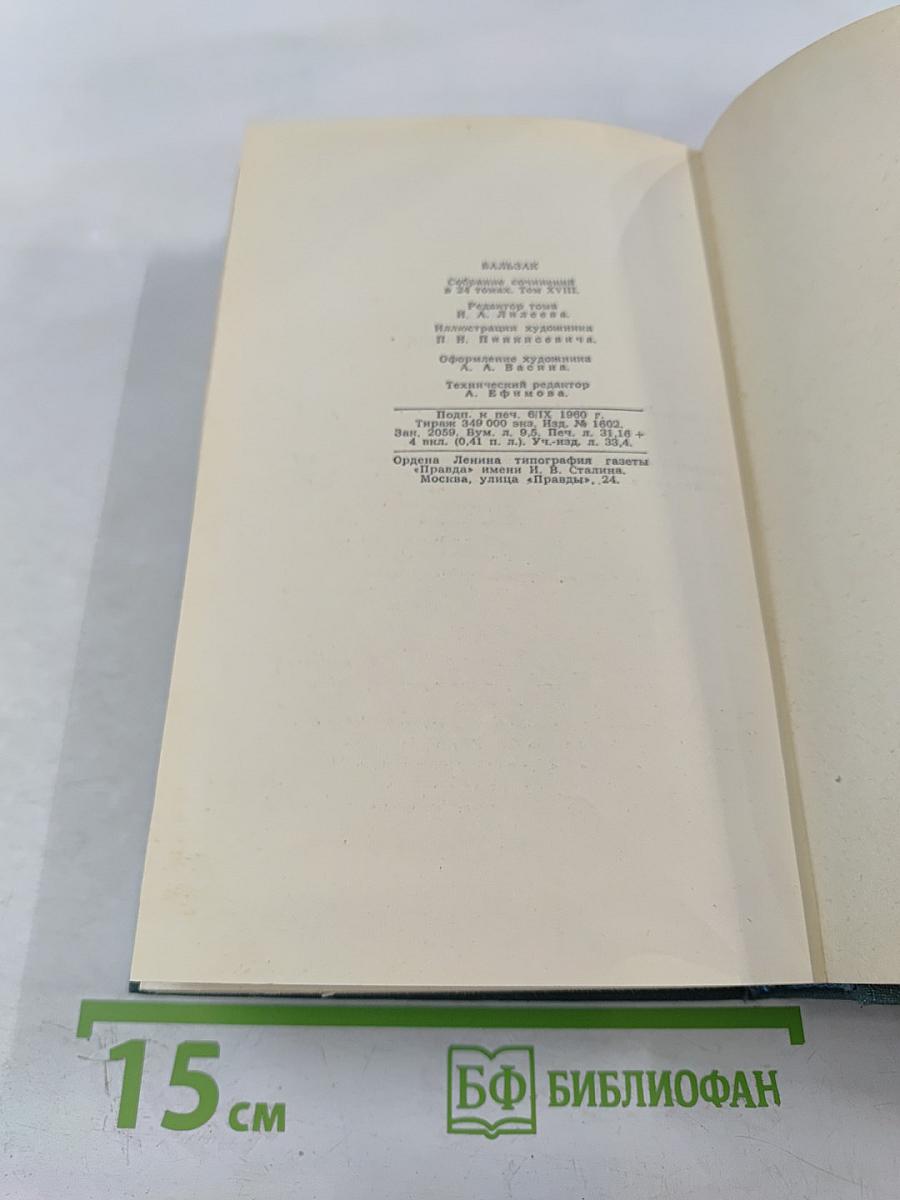 БАЛЬЗАК
Собрание сочинений
в 24 томах. Том XVIII.
Редактор тома
И. А. Лилеева.
Иллюстрации художника
П. Н. Пинкисевича.
Оформление художника
А. А. Васина.
Технический редактор
А. Ефимова.
Подп. к печ. 6/IX 1960 г.
Тираж 349 000 экз. Изд. № 1602.
Зак. 2059. Бум. л. 9,5. Печ. л. 31,16 +
4 вкл. (0,41 п. л.). Уч.-изд. л. 33,4.
Ордена Ленина типография газеты
«Правда» имени И. В. Сталина.
Москва, улица «Правды», 24.
15 см
БФ БИБЛИОФАН